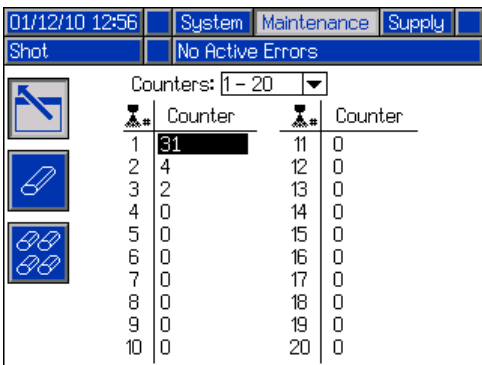 01/12/10 12:56 System Maintenance Supply
Shot No Active Errors
Counters: 1 - 20
# Counter # Counter
1 31 11 0
2 4 12 0
3 2 13 0
4 0 14 0
5 0 15 0
6 0 16 0
7 0 17 0
8 0 18 0
9 0 19 0
10 0 20 0